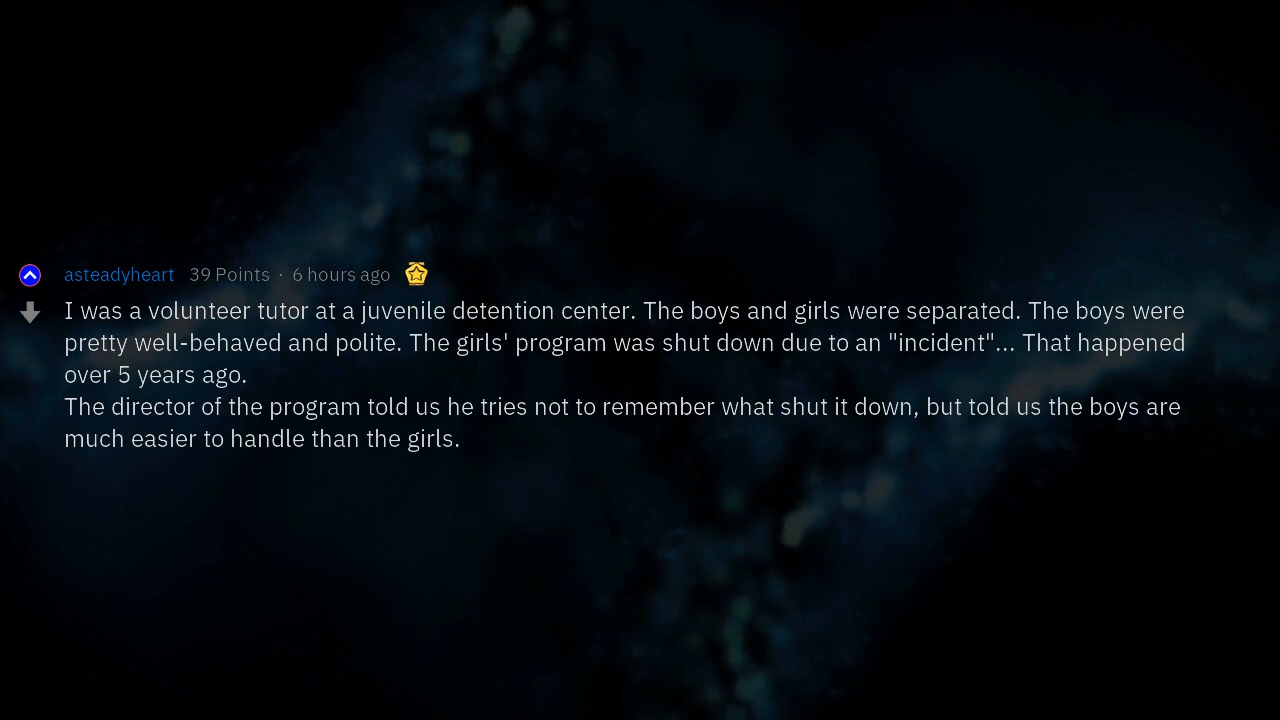 asteadyheart 39 Points · 6 hours ago
I was a volunteer tutor at a juvenile detention center. The boys and girls were separated. The boys were
pretty well-behaved and polite. The girls' program was shut down due to an "incident"... That happened
over 5 years ago.
The director of the program told us he tries not to remember what shut it down, but told us the boys are
much easier to handle than the girls.